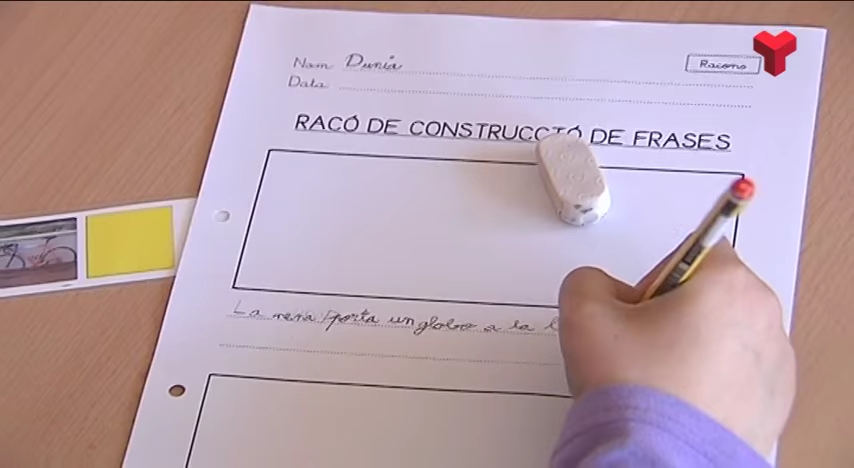 Nom Dunia
Racons
Data
RACÓ DE CONSTRUCCIÓ DE FRASES
La nena porta un globo a la